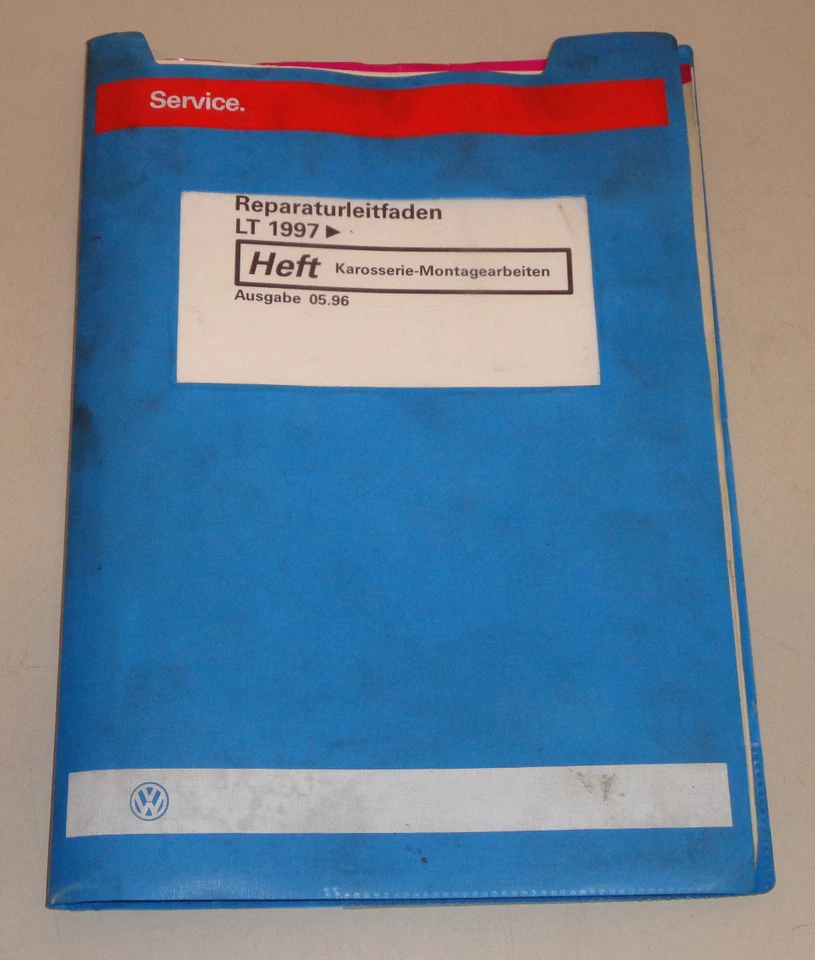 Service.
Reparaturleitfaden
LT 1997 ▶
Heft Karosserie-Montagearbeiten
Ausgabe 05.96